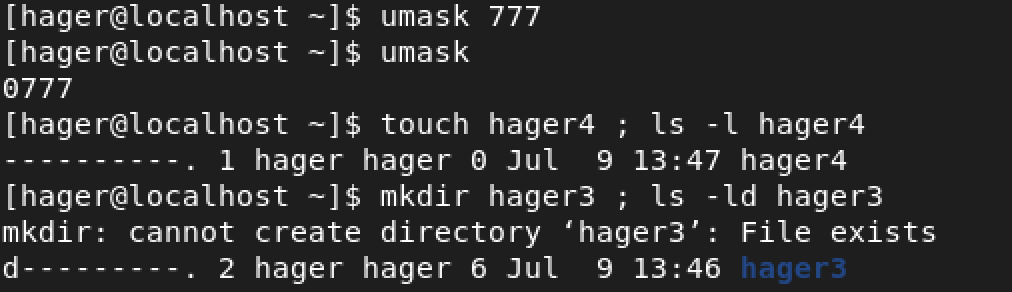 [hager@localhost ~]$ umask 777
[hager@localhost ~]$ umask
0777
[hager@localhost ~]$ touch hager4 ; ls -l hager4
----------. 1 hager hager 0 Jul  9 13:47 hager4
[hager@localhost ~]$ mkdir hager3 ; ls -ld hager3
mkdir: cannot create directory ‘hager3’: File exists
d---------. 2 hager hager 6 Jul  9 13:46 hager3